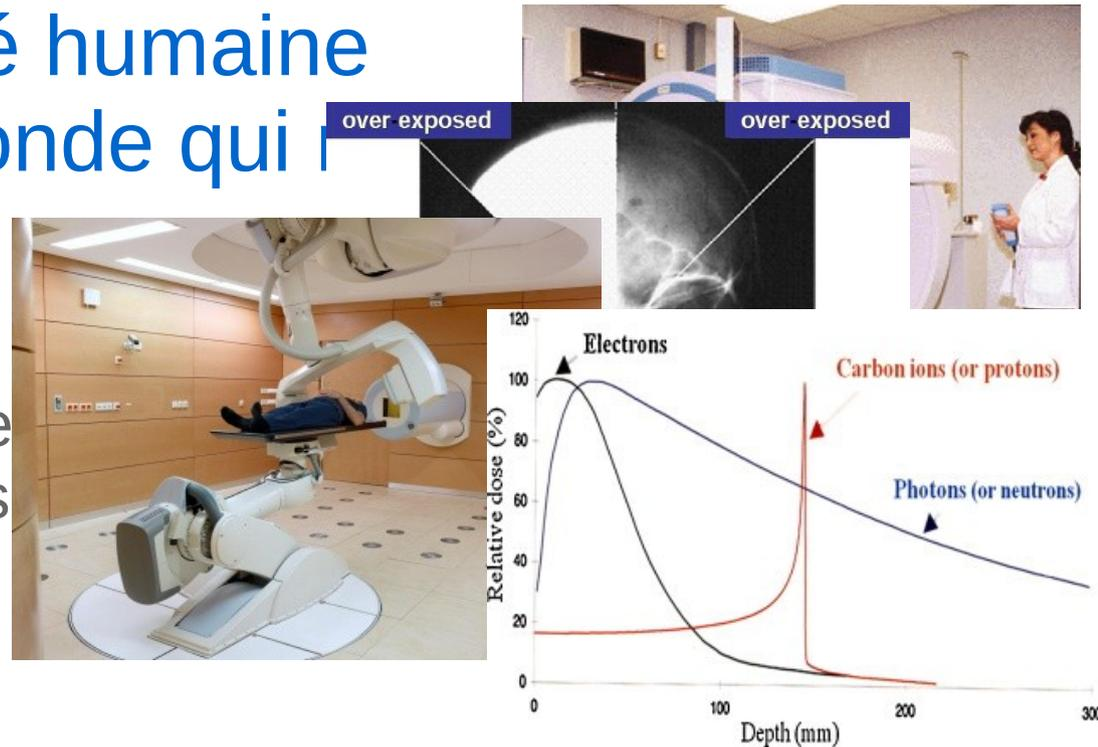 é humaine
onde qui
over-exposed
over-exposed
e
s
120
100
80
60
40
20
0
Relative dose (%)
Electrons
Carbon ions (or protons)
Photons (or neutrons)
0
100
200
300
Depth (mm)